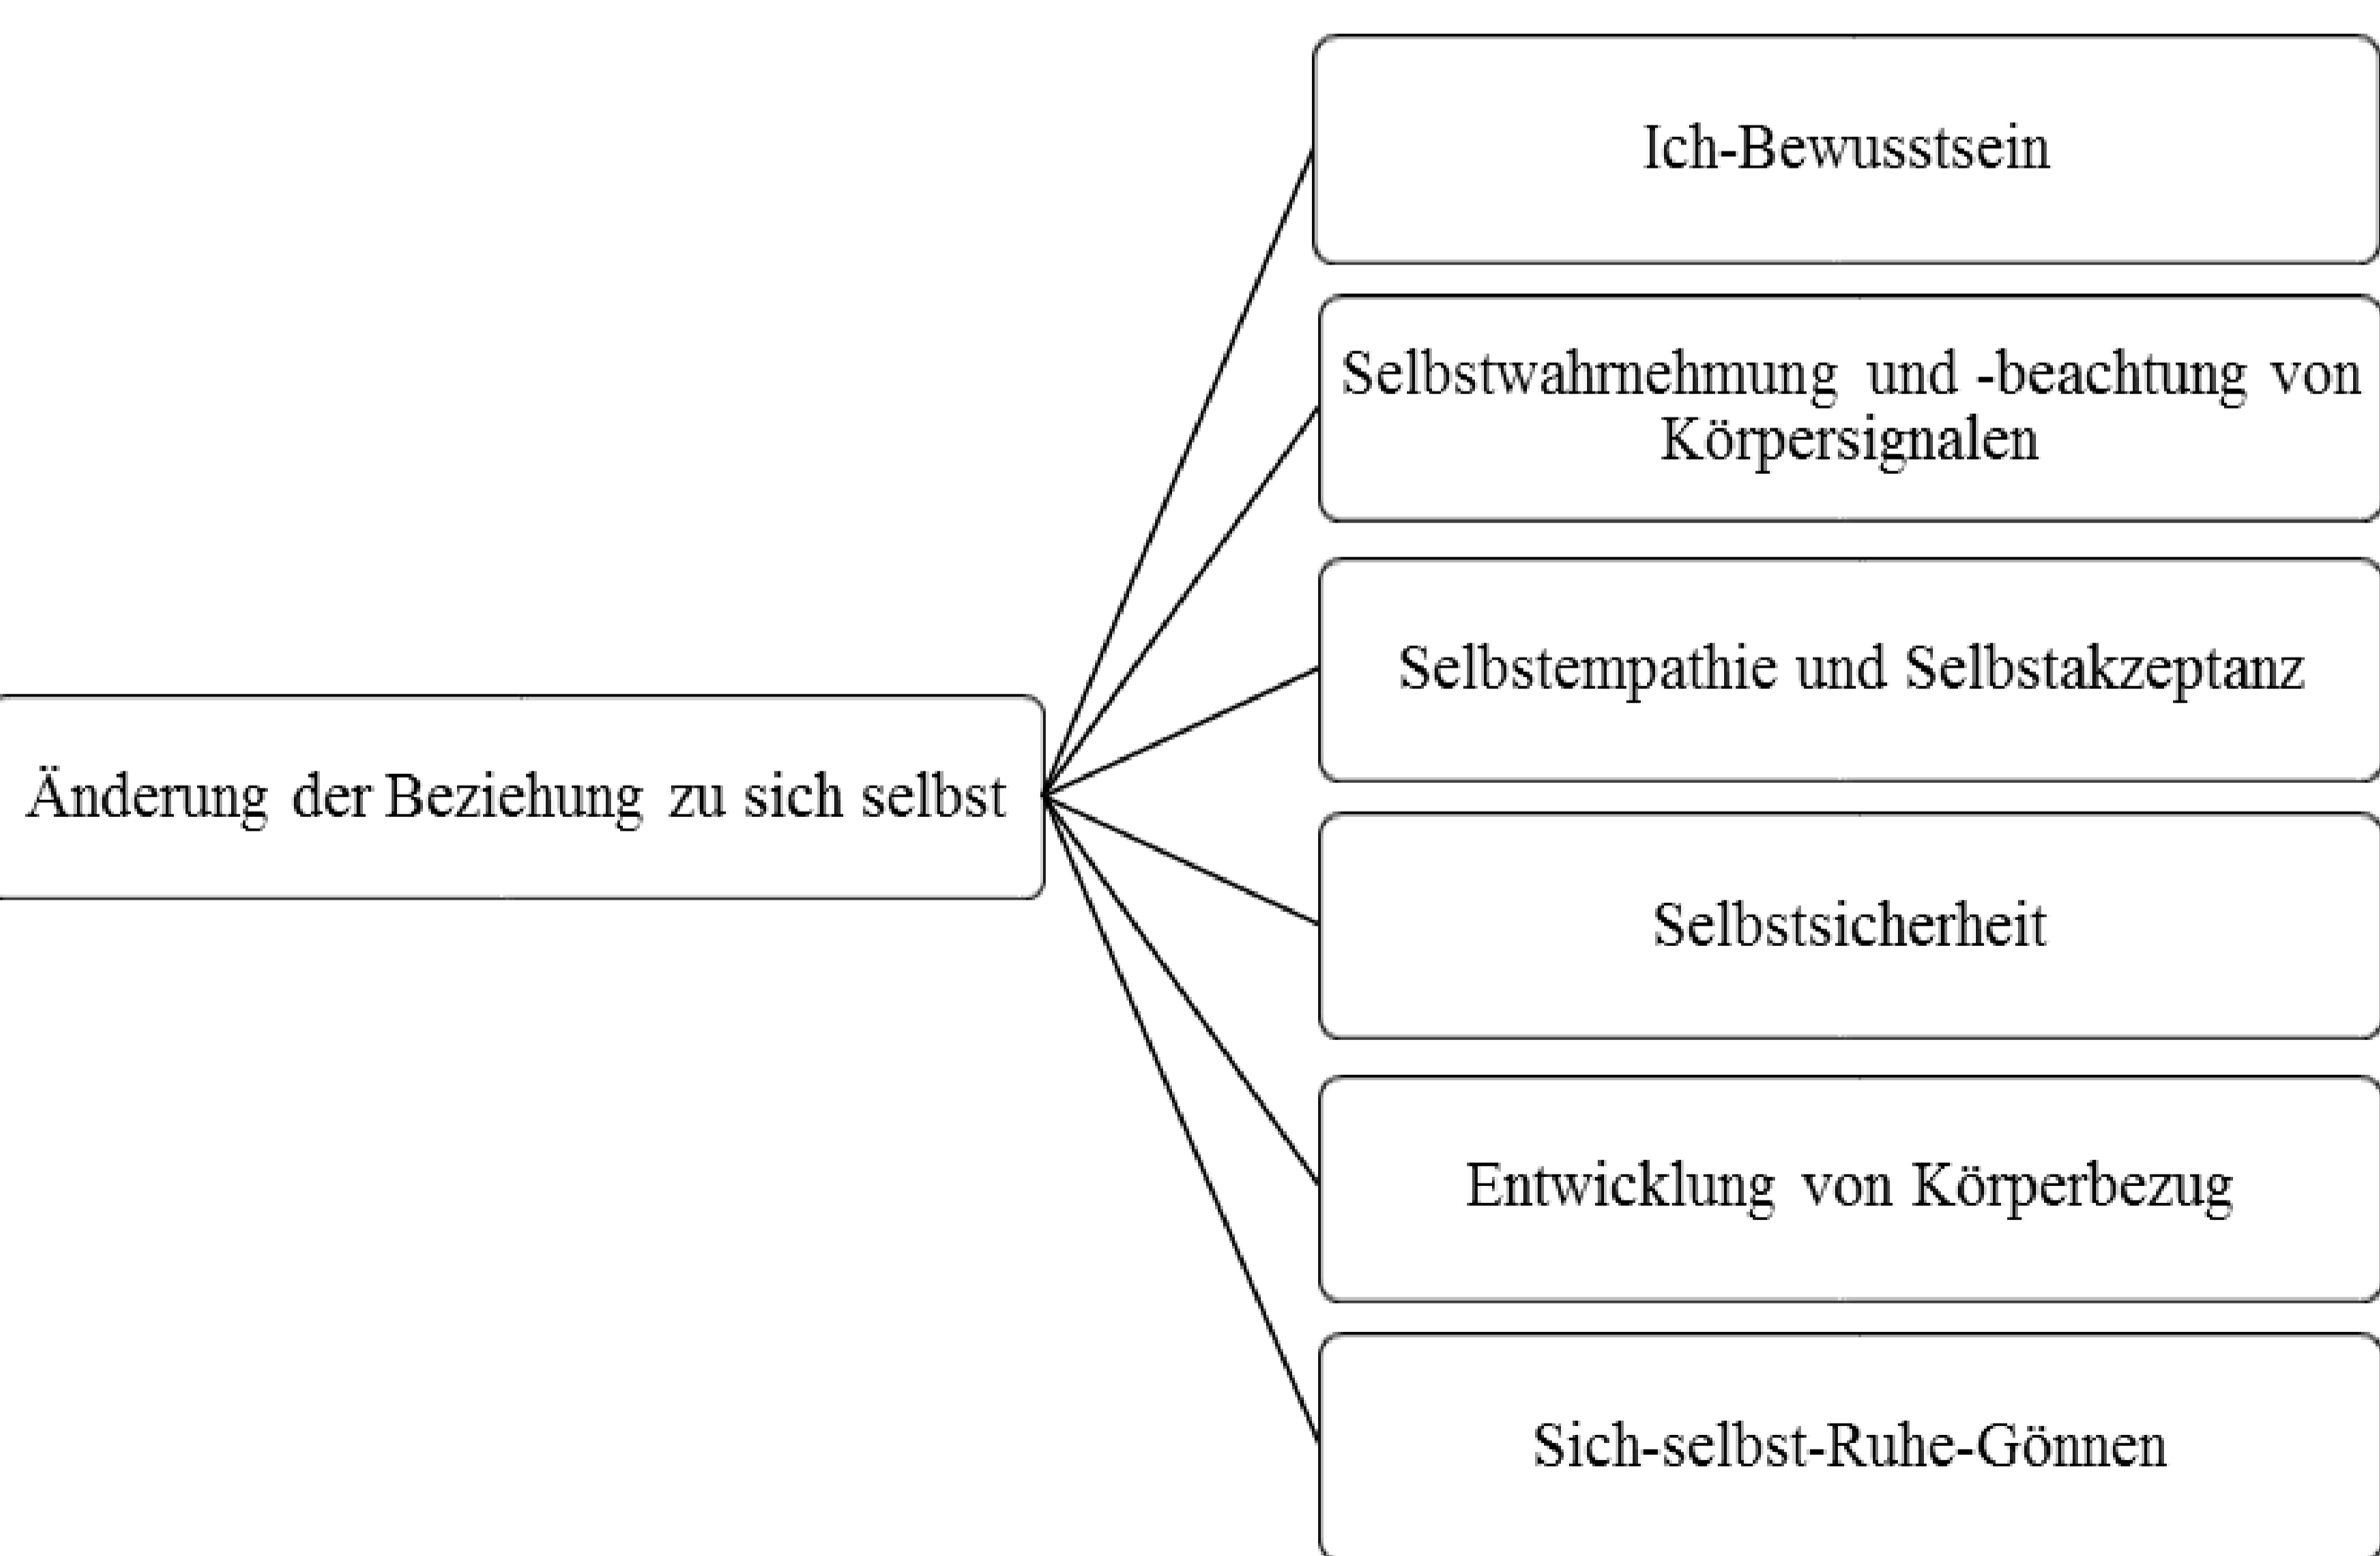 Ich-Bewusstsein
Selbstwahrnehmung und -beachtung von
Körpersignalen
Selbstempathie und Selbstakzeptanz
Änderung der Beziehung zu sich selbst
Selbstsicherheit
Entwicklung von Körperbezug
Sich-selbst-Ruhe-Gönnen